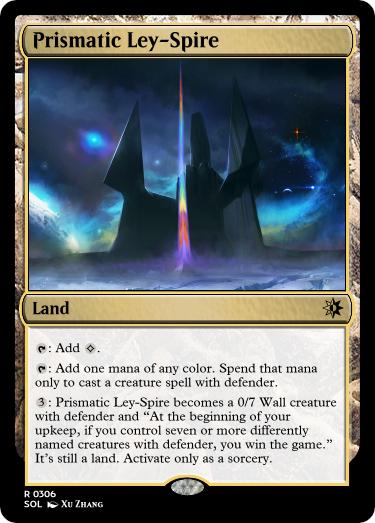 Prismatic Ley-Spire
Land
: Add .
: Add one mana of any color. Spend that mana
only to cast a creature spell with defender.
3: Prismatic Ley-Spire becomes a 0/7 Wall creature
with defender and “At the beginning of your
upkeep, if you control seven or more differently
named creatures with defender, you win the game.”
It’s still a land. Activate only as a sorcery.
R 0306
SOL Xu Zhang